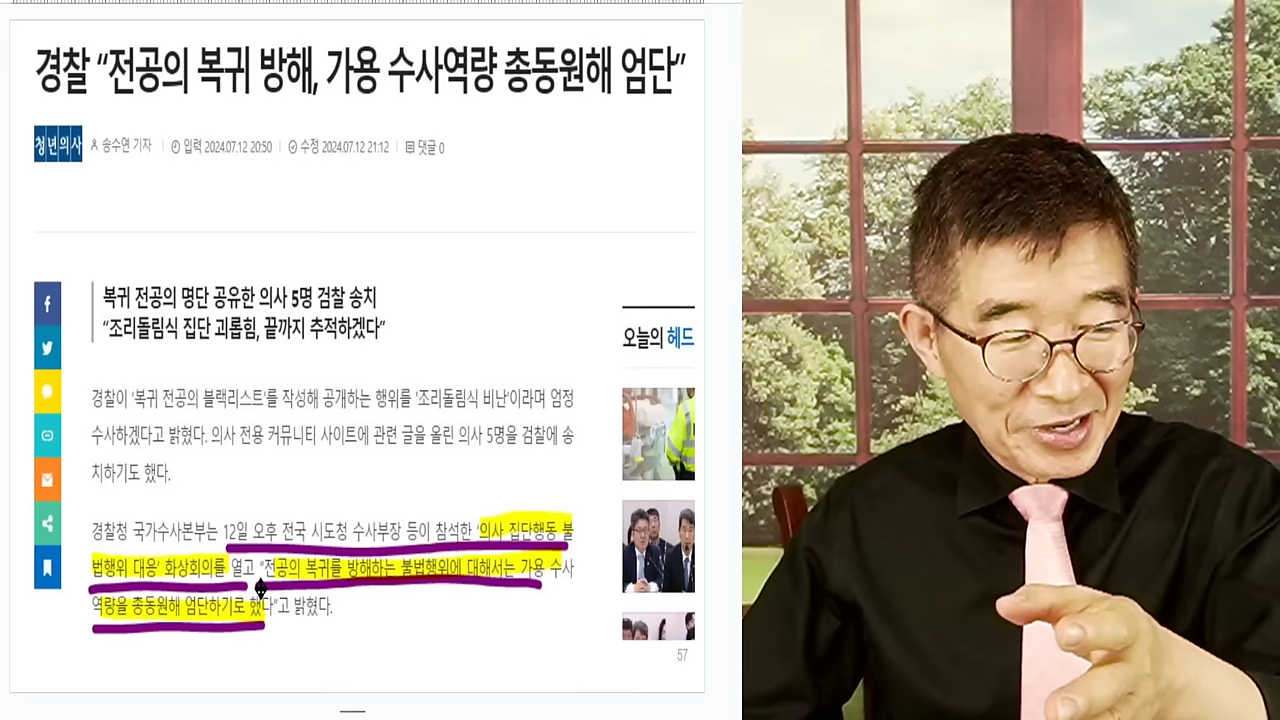 경찰 “전공의 복귀 방해, 가용 수사역량 총동원해 엄단”
청년의사 송수연 기자 입력 2024.07.12 20:50 수정 2024.07.12 21:12 댓글 0
복귀 전공의 명단 공유한 의사 5명 검찰 송치
“조리돌림식 집단 괴롭힘, 끝까지 추적하겠다”
오늘의 헤드
경찰이 '복귀 전공의 블랙리스트'를 작성해 공개하는 행위를 '조리돌림식 비난'이라며 엄정
수사하겠다고 밝혔다. 의사 전용 커뮤니티 사이트에 관련 글을 올린 의사 5명을 검찰에 송
치하기도 했다.
경찰청 국가수사본부는 12일 오후 전국 시도청 수사부장 등이 참석한 '의사 집단행동 불
법행위 대응' 화상회의를 열고 “전공의 복귀를 방해하는 불법행위에 대해서는 가용 수사
역량을 총동원해 엄단하기로 했다”고 밝혔다.
57